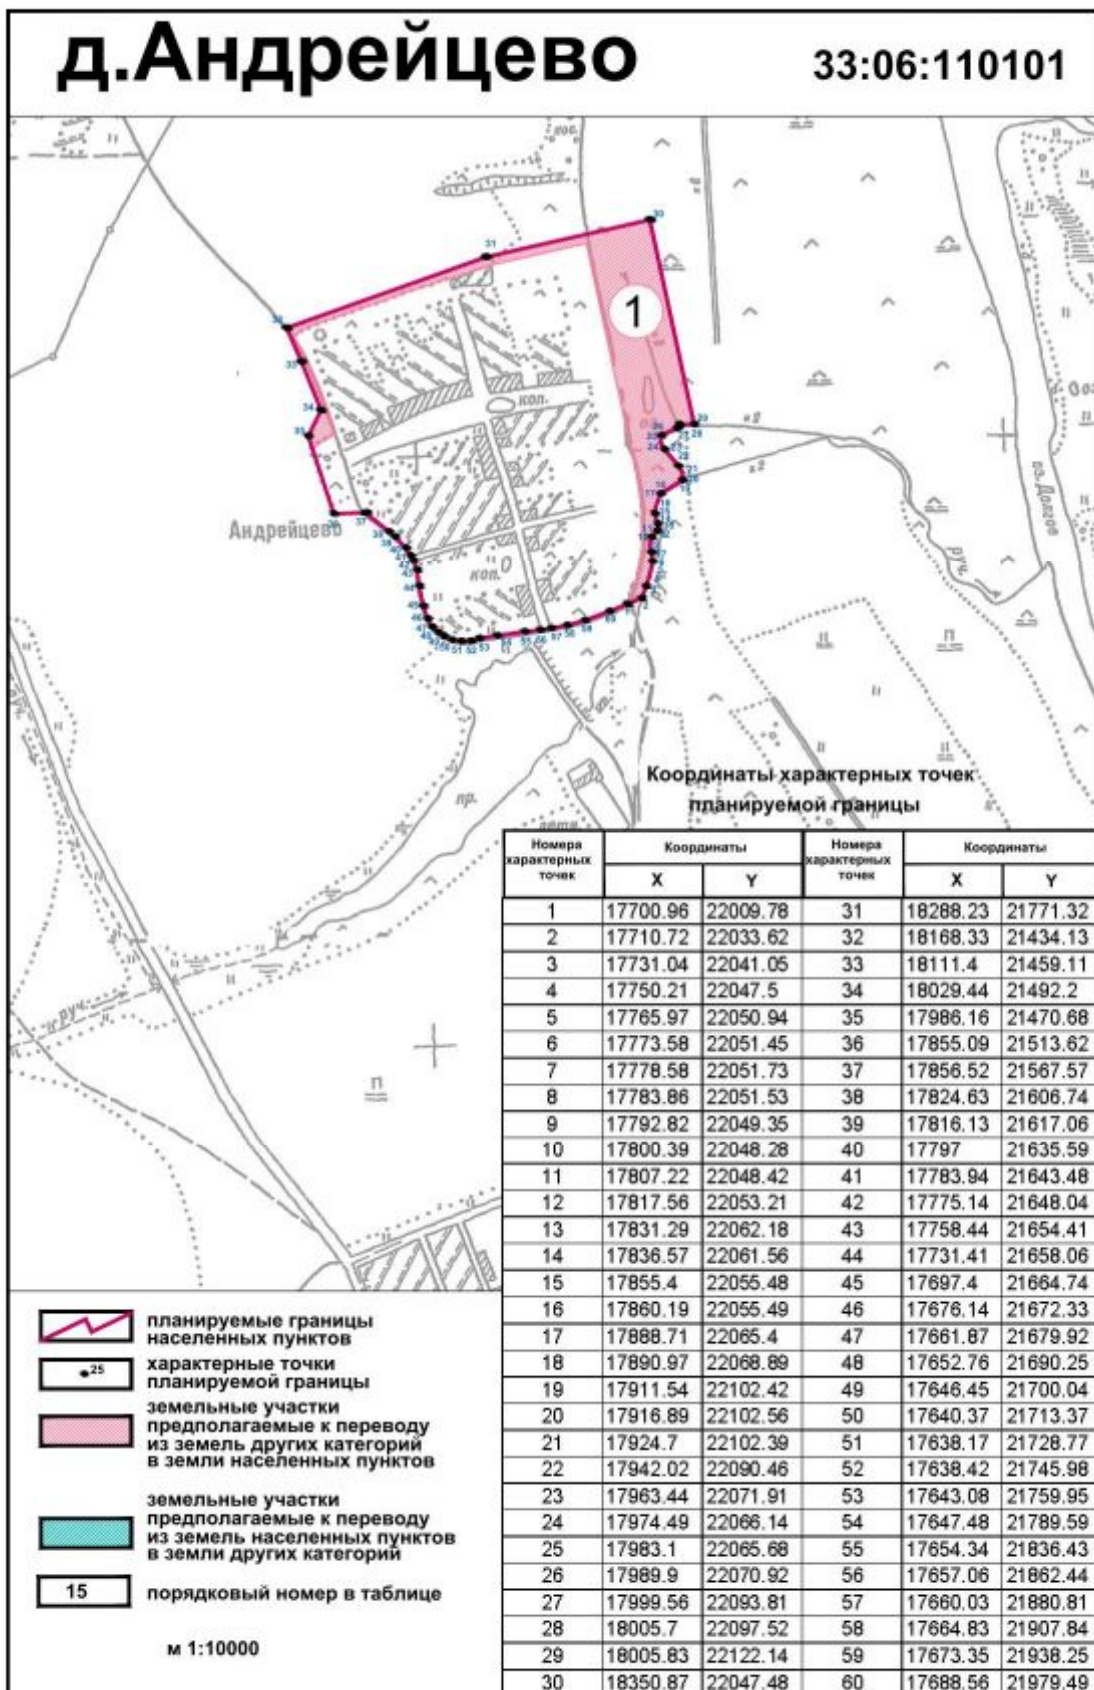 д.Андрейцево
33:06:110101
1
кол.
Андрейцево
кол.
оз.Долгое
руч.
пр.
руч.
Координаты характерных точек
планируемой границы
Номера характерных точек Координаты Номера характерных точек Координаты
X Y X Y
1 17700.96 22009.78 31 18288.23 21771.32
2 17710.72 22033.62 32 18168.33 21434.13
3 17731.04 22041.05 33 18111.4 21459.11
4 17750.21 22047.5 34 18029.44 21492.2
5 17765.97 22050.94 35 17986.16 21470.68
6 17773.58 22051.45 36 17855.09 21513.62
7 17778.58 22051.73 37 17856.52 21567.57
8 17783.86 22051.53 38 17824.63 21606.74
9 17792.82 22049.35 39 17816.13 21617.06
10 17800.39 22048.28 40 17797 21635.59
11 17807.22 22048.42 41 17783.94 21643.48
12 17817.56 22053.21 42 17775.14 21648.04
13 17831.29 22062.18 43 17758.44 21654.41
14 17836.57 22061.56 44 17731.41 21658.06
15 17855.4 22055.48 45 17697.4 21664.74
16 17860.19 22055.49 46 17676.14 21672.33
17 17888.71 22065.4 47 17661.87 21679.92
18 17890.97 22068.89 48 17652.76 21690.25
19 17911.54 22102.42 49 17646.45 21700.04
20 17916.89 22102.56 50 17640.37 21713.37
21 17924.7 22102.39 51 17638.17 21728.77
22 17942.02 22090.46 52 17638.42 21745.98
23 17963.44 22071.91 53 17643.08 21759.95
24 17974.49 22066.14 54 17647.48 21789.59
25 17983.1 22065.68 55 17654.34 21836.43
26 17989.9 22070.92 56 17657.06 21862.44
27 17999.56 22093.81 57 17660.03 21880.81
28 18005.7 22097.52 58 17664.83 21907.84
29 18005.83 22122.14 59 17673.35 21938.25
30 18350.87 22047.48 60 17688.56 21979.49
планируемые границы
населенных пунктов
25
характерные точки
планируемой границы
земельные участки
предполагаемые к переводу
из земель других категорий
в земли населенных пунктов
земельные участки
предполагаемые к переводу
из земель населенных пунктов
в земли других категорий
15
порядковый номер в таблице
м 1:10000